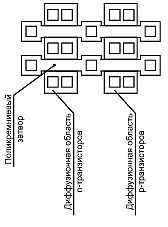 Поликремниевый
затвор
Диффузионная область
n-транзисторов
Диффузионная область
p-транзисторов